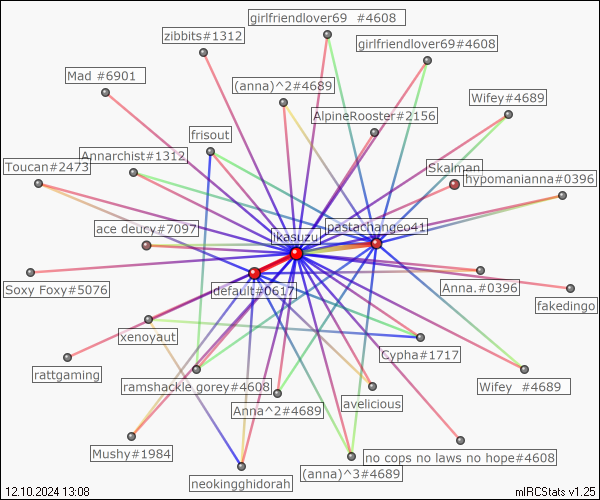 girlfriendlover69 #4608
zibbits#1312
girlfriendlover69#4608
Mad #6901
(anna)^2#4689
Wifey#4689
AlpineRooster#2156
frisout
Annarchist#1312
Toucan#2473
Skalman
hypomanianna#0396
ace deucy#7097
ikasuzu
pastachangeo41
Soxy Foxy#5076
default#0617
Anna.#0396
fakedingo
xenoyaut
Cypha#1717
rattgaming
ramshackle gorey#4608
Wifey #4689
Anna^2#4689
avelicious
Mushy#1984
no cops no laws no hope#4608
neokingghidorah
(anna)^3#4689
12.10.2024 13:08
mIRCStats v1.25